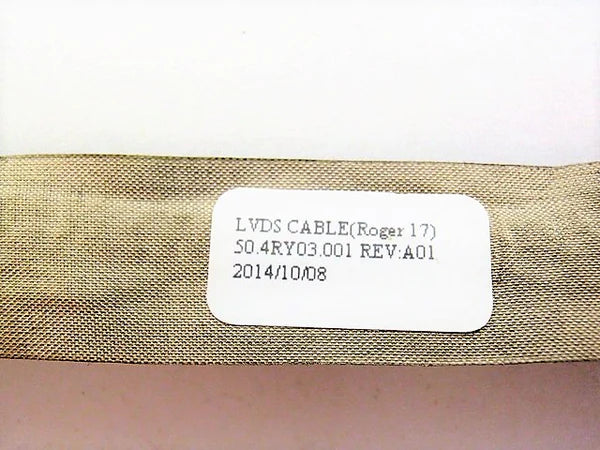 LVDS CABLE(Roger 17)
50.4RY03.001 REV:A01
2014/10/08